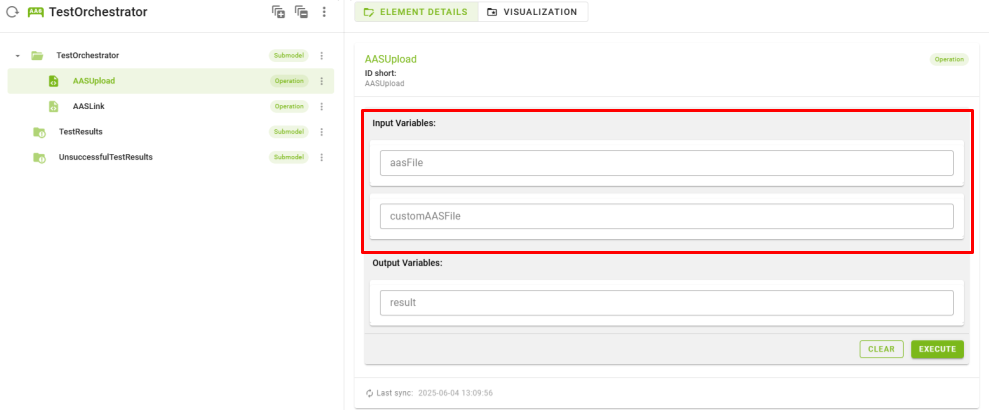 AAS TestOrchestrator
TestOrchestrator Submodel
AASUpload Operation
AASLink Operation
TestResults Submodel
UnsuccessfulTestResults Submodel
ELEMENT DETAILS VISUALIZATION
AASUpload Operation
ID short:
AASUpload
Input Variables:
aasFile
customAASFile
Output Variables:
result
CLEAR EXECUTE
Last sync: 2025-06-04 13:09:56